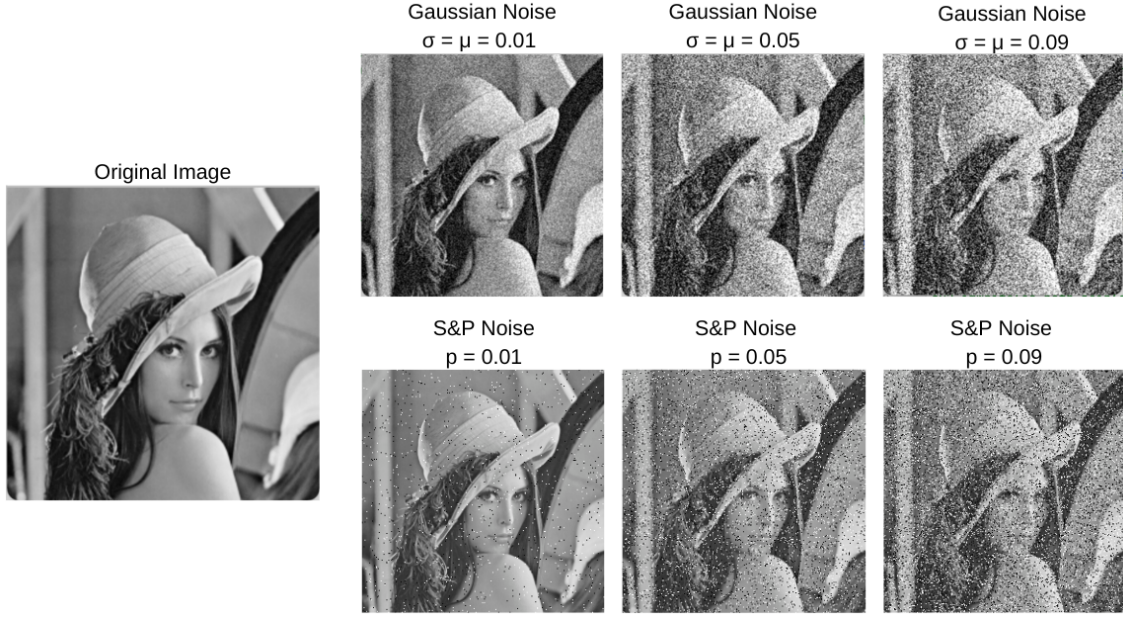 Gaussian Noise
σ = μ = 0.01
Gaussian Noise
σ = μ = 0.05
Gaussian Noise
σ = μ = 0.09
Original Image
S&P Noise
p = 0.01
S&P Noise
p = 0.05
S&P Noise
p = 0.09